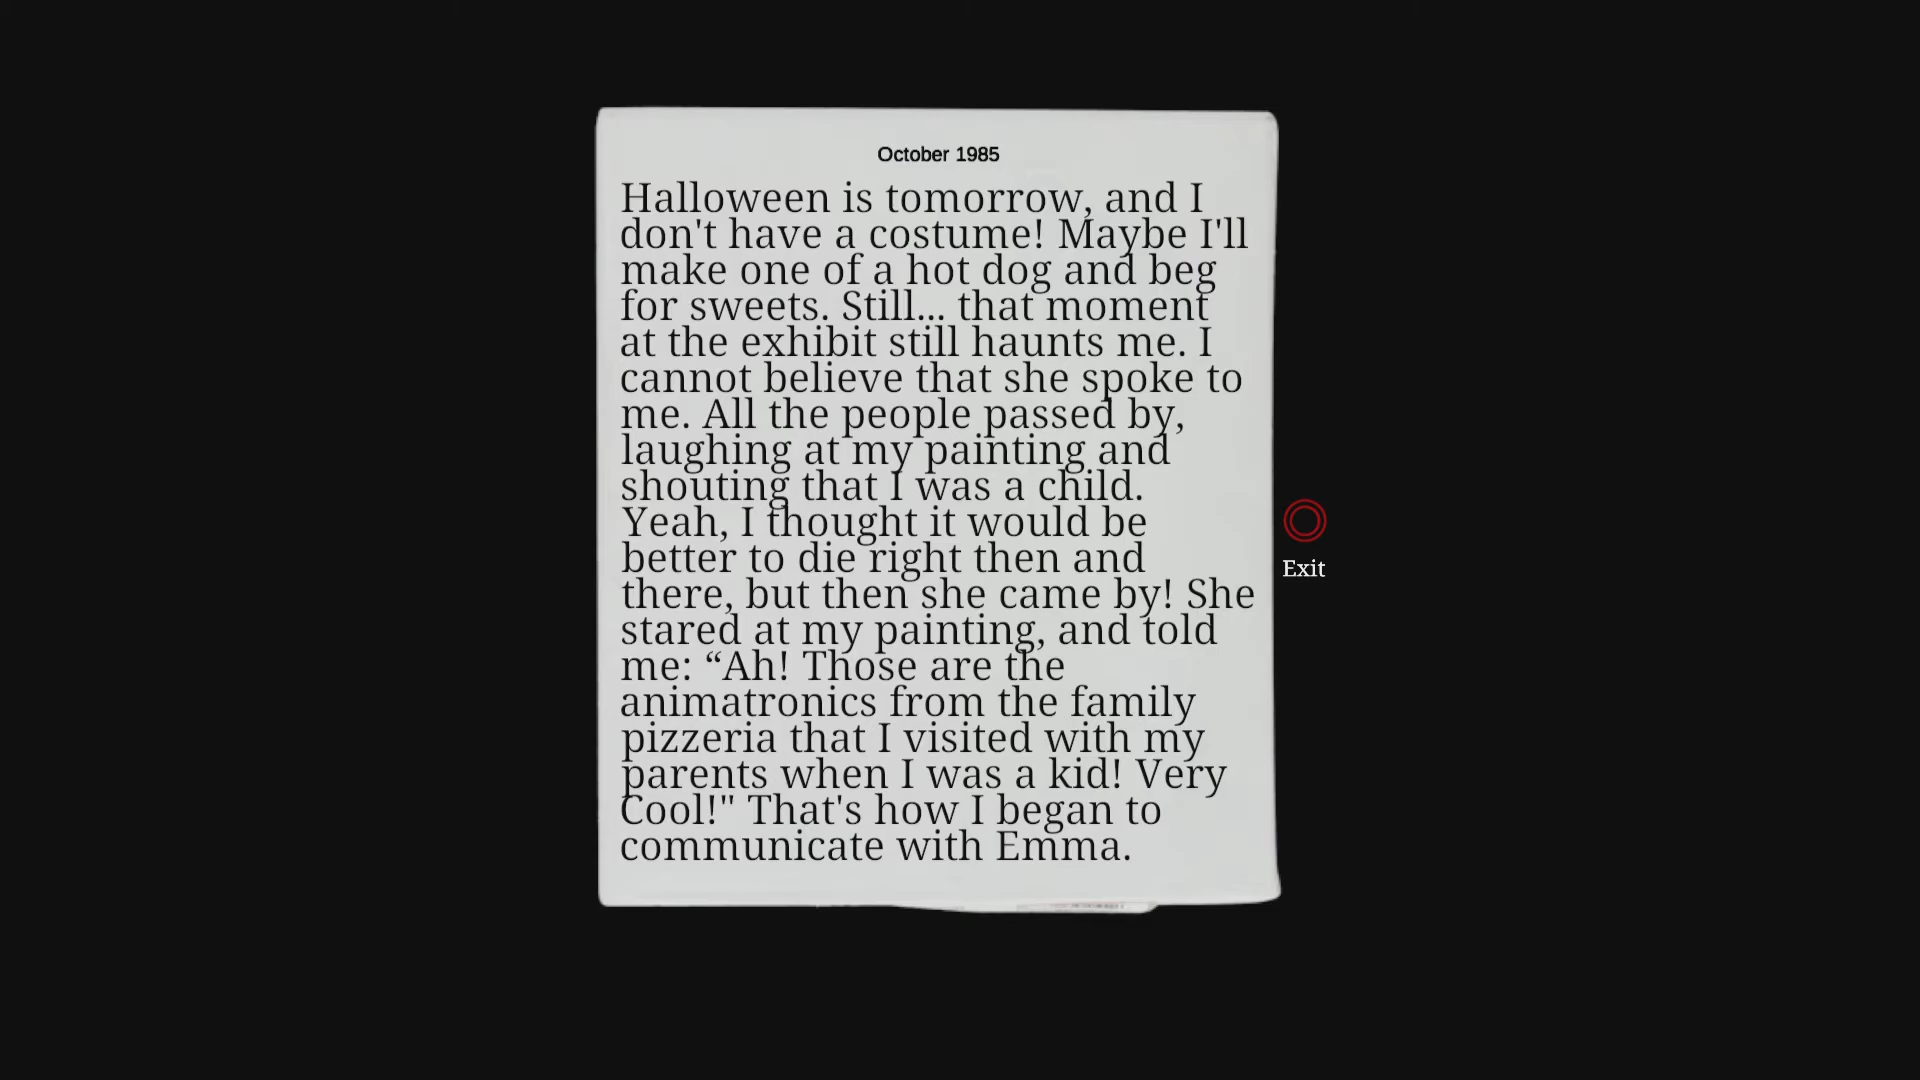 October 1985
Halloween is tomorrow, and I
don't have a costume! Maybe I'll
make one of a hot dog and beg
for sweets. Still... that moment
at the exhibit still haunts me. I
cannot believe that she spoke to
me. All the people passed by,
laughing at my painting and
shouting that I was a child.
Yeah, I thought it would be
better to die right then and
there, but then she came by! She
stared at my painting, and told
me: “Ah! Those are the
animatronics from the family
pizzeria that I visited with my
parents when I was a kid! Very
Cool!" That's how I began to
communicate with Emma.
Exit